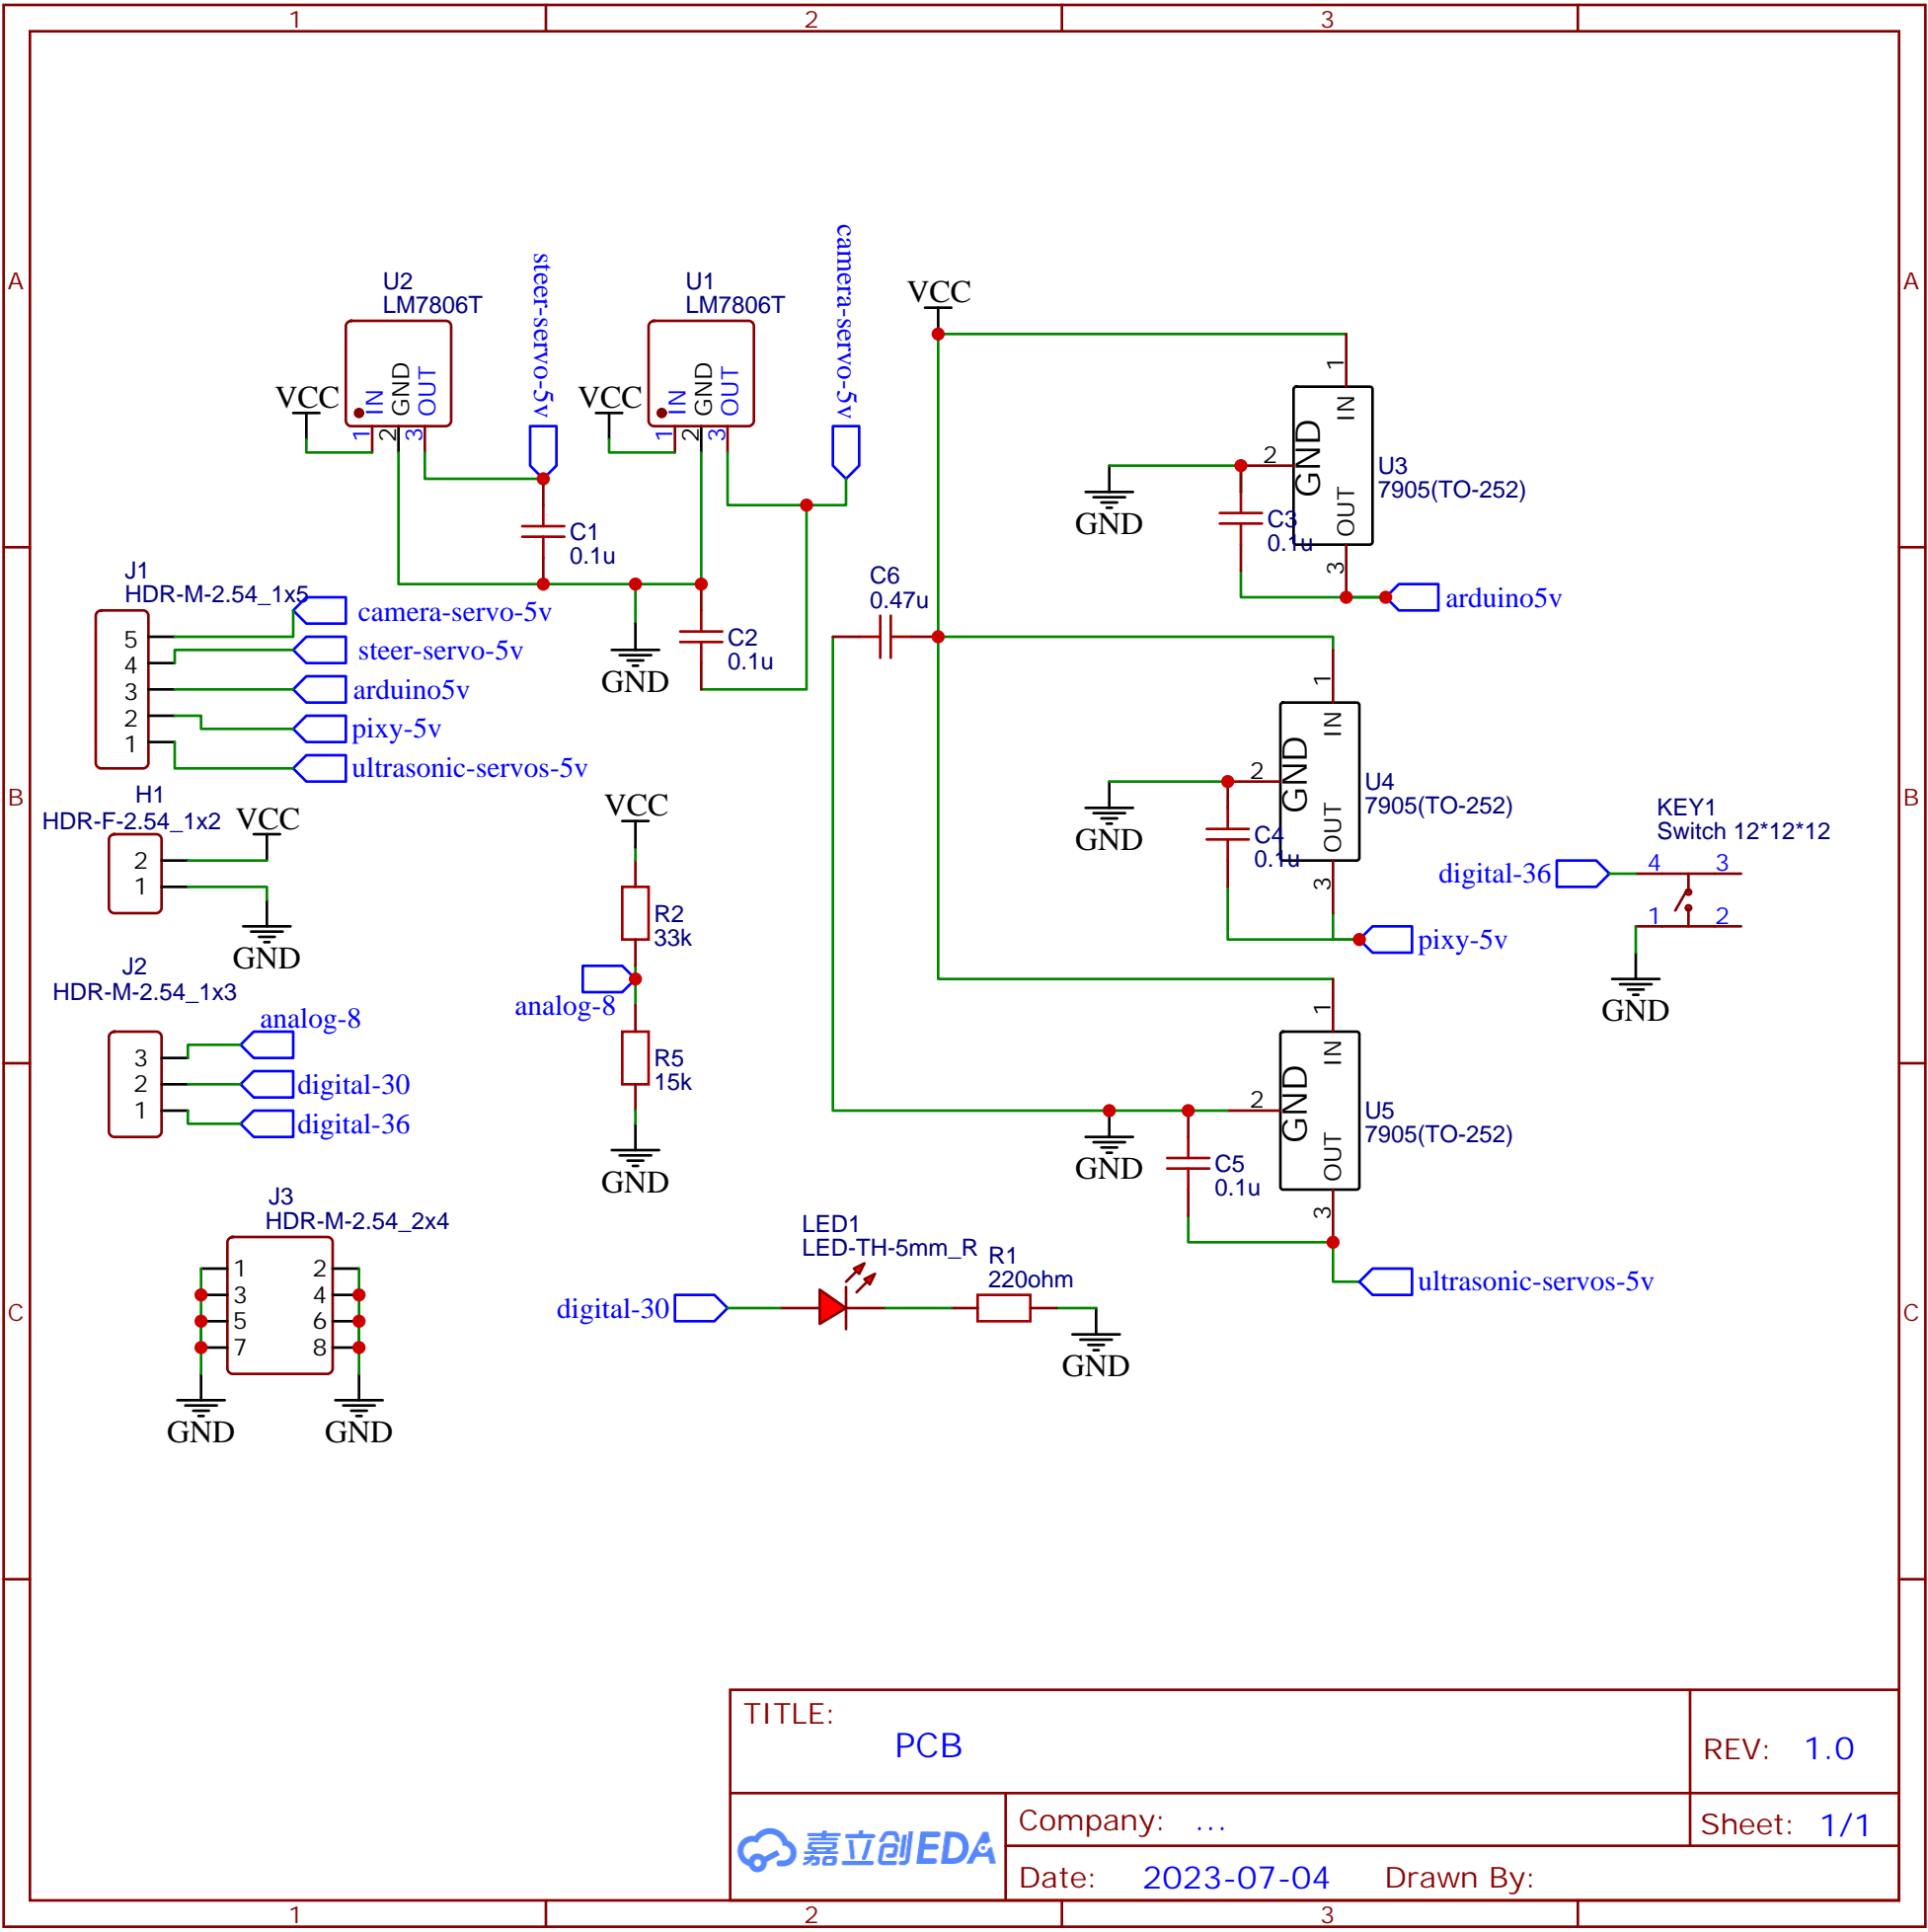 1
2
3
A
A
U2
LM7806T
VCC
IN
GND
OUT
1
2
3
steer-servo-5v
U1
LM7806T
VCC
IN
GND
OUT
1
2
3
camera-servo-5v
C1
0.1u
GND
C2
0.1u
VCC
1
IN
2
GND
U3
7905(TO-252)
OUT
3
GND
C3
0.1u
arduino5v
C6
0.47u
J1
HDR-M-2.54_1x5
5
camera-servo-5v
4
steer-servo-5v
3
arduino5v
2
pixy-5v
1
ultrasonic-servos-5v
B
B
1
IN
2
GND
U4
7905(TO-252)
OUT
3
GND
C4
0.1u
pixy-5v
KEY1
Switch 12*12*12
digital-36
4
3
1
2
GND
H1
HDR-F-2.54_1x2
VCC
2
1
GND
VCC
R2
33k
analog-8
R5
15k
GND
J2
HDR-M-2.54_1x3
analog-8
3
2
digital-30
1
digital-36
1
IN
2
GND
U5
7905(TO-252)
OUT
3
GND
C5
0.1u
ultrasonic-servos-5v
J3
HDR-M-2.54_2x4
1
2
3
4
5
6
7
8
GND
GND
LED1
LED-TH-5mm_R
R1
220ohm
digital-30
GND
C
C
TITLE:
PCB
REV: 1.0
嘉立创EDA
Company: ...
Sheet: 1/1
Date: 2023-07-04 Drawn By:
1
2
3